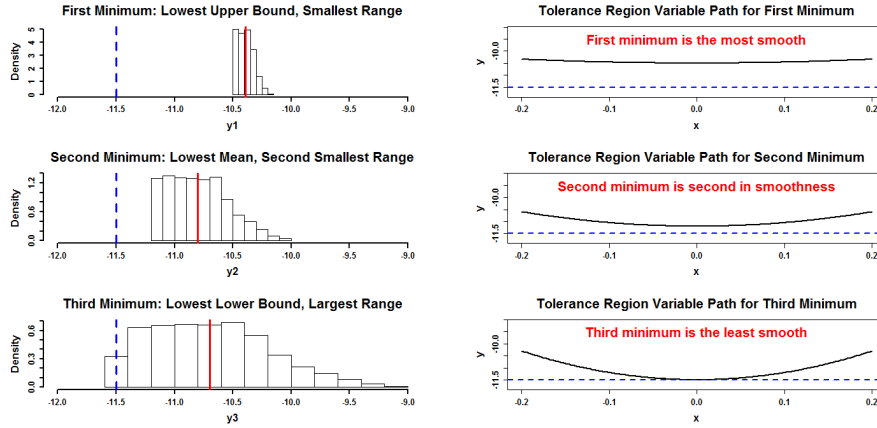 First Minimum: Lowest Upper Bound, Smallest Range
Density
0 1 2 3 4 5
-12.0 -11.5 -11.0 -10.5 -10.0 -9.5 -9.0
y1
Tolerance Region Variable Path for First Minimum
First minimum is the most smooth
y
-11.5 -10.0
-0.2 -0.1 0.0 0.1 0.2
x
Second Minimum: Lowest Mean, Second Smallest Range
Density
0.0 0.6 1.2
-12.0 -11.5 -11.0 -10.5 -10.0 -9.5 -9.0
y2
Tolerance Region Variable Path for Second Minimum
Second minimum is second in smoothness
y
-11.5 -10.0
-0.2 -0.1 0.0 0.1 0.2
x
Third Minimum: Lowest Lower Bound, Largest Range
Density
0.0 0.3 0.6
-12.0 -11.5 -11.0 -10.5 -10.0 -9.5 -9.0
y3
Tolerance Region Variable Path for Third Minimum
Third minimum is the least smooth
y
-11.5 -10.0
-0.2 -0.1 0.0 0.1 0.2
x